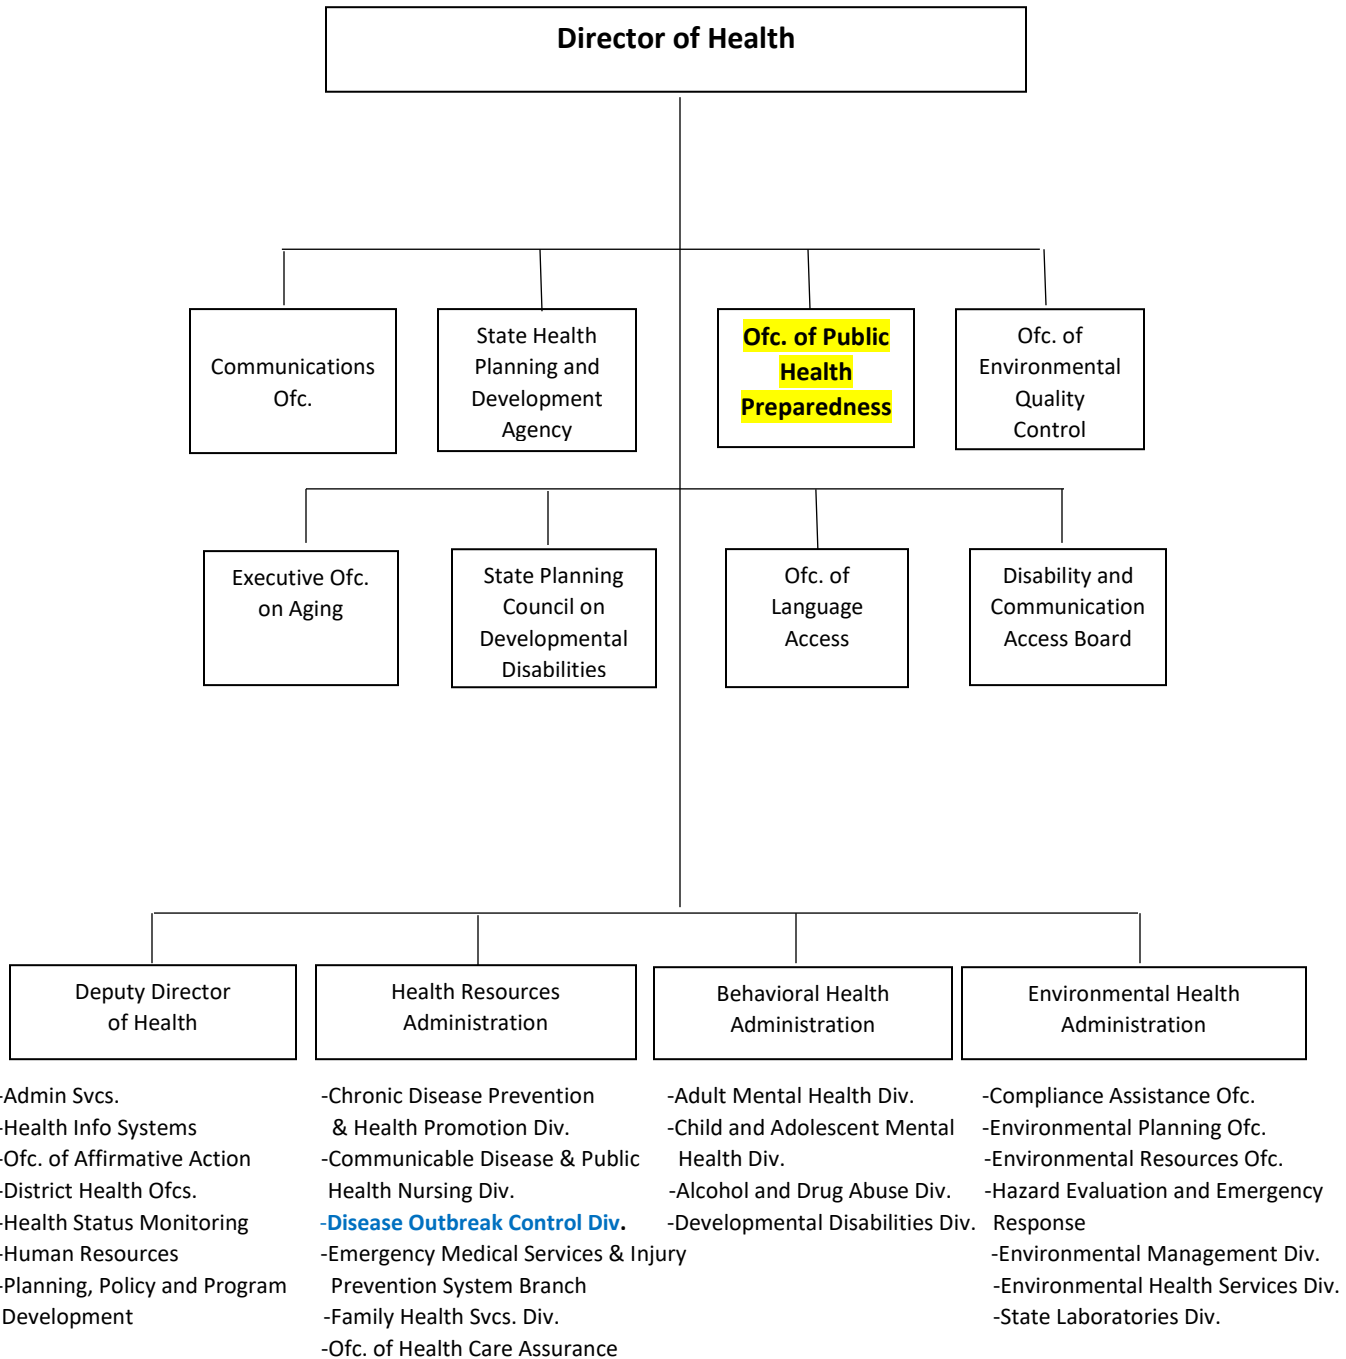 Director of Health
Communications
Ofc.
State Health
Planning and
Development
Agency
Ofc. of Public
Health
Preparedness
Ofc. of
Environmental
Quality
Control
Executive Ofc.
on Aging
State Planning
Council on
Developmental
Disabilities
Ofc. of
Language
Access
Disability and
Communication
Access Board
Deputy Director
of Health
Health Resources
Administration
Behavioral Health
Administration
Environmental Health
Administration
-Admin Svcs.
-Health Info Systems
-Ofc. of Affirmative Action
-District Health Ofcs.
-Health Status Monitoring
-Human Resources
-Planning, Policy and Program
Development
-Chronic Disease Prevention
& Health Promotion Div.
-Communicable Disease & Public
Health Nursing Div.
-Disease Outbreak Control Div.
-Emergency Medical Services & Injury
Prevention System Branch
-Family Health Svcs. Div.
-Ofc. of Health Care Assurance
-Adult Mental Health Div.
-Child and Adolescent Mental
Health Div.
-Alcohol and Drug Abuse Div.
-Developmental Disabilities Div.
-Compliance Assistance Ofc.
-Environmental Planning Ofc.
-Environmental Resources Ofc.
-Hazard Evaluation and Emergency
Response
-Environmental Management Div.
-Environmental Health Services Div.
-State Laboratories Div.